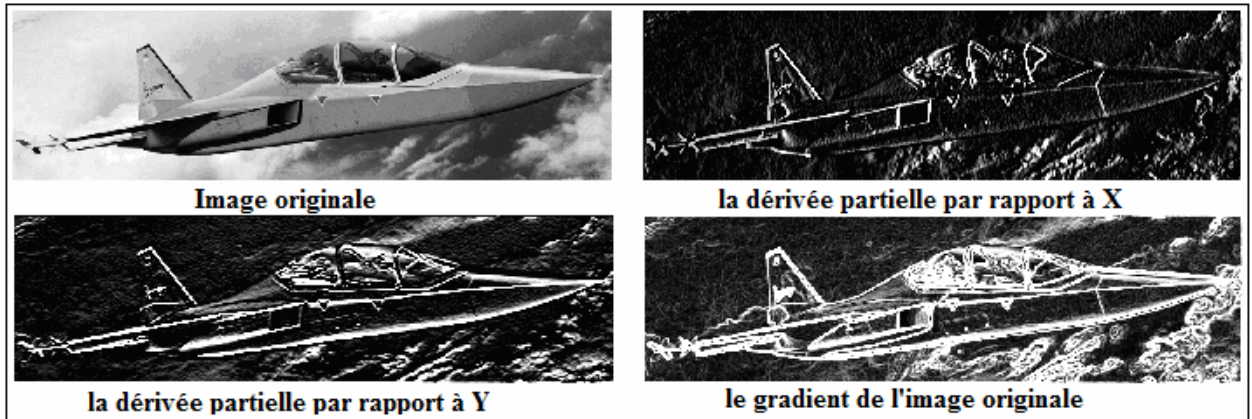 Image originale
la dérivée partielle par rapport à X
la dérivée partielle par rapport à Y
le gradient de l'image originale